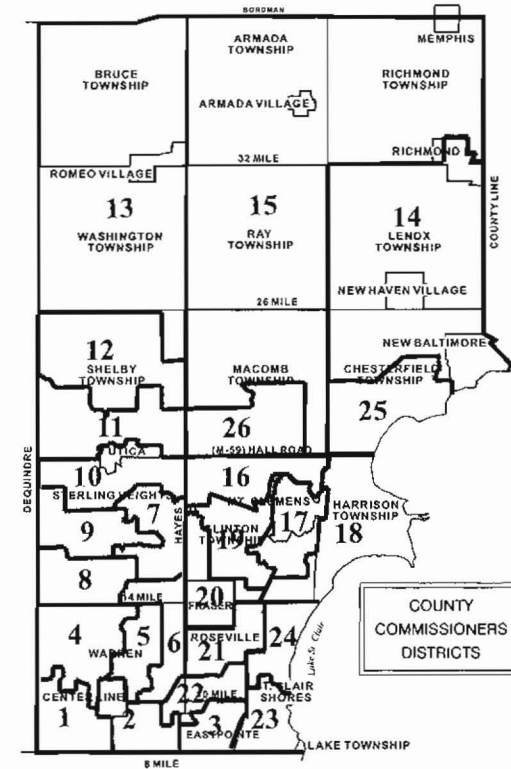 BORDMAN
ARMADA
TOWNSHIP
MEMPHIS
BRUCE
TOWNSHIP
RICHMOND
TOWNSHIP
ARMADA VILLAGE
RICHMOND
32 MILE
ROMEO VILLAGE
13
WASHINGTON
TOWNSHIP
15
RAY
TOWNSHIP
14
LENOX
TOWNSHIP
COUNTY LINE
NEW HAVEN VILLAGE
26 MILE
12
SHELBY
TOWNSHIP
MACOMB
TOWNSHIP
NEW BALTIMORE
CHESTERFIELD
TOWNSHIP
25
11
26
UTICA
(M-59) HALL ROAD
10
16
DEQUINDRE
STERLING HEIGHTS
7
HAYES
MT. CLEMENS
17
HARRISON
TOWNSHIP
18
9
CLINTON
TOWNSHIP
19
8
14 MILE
20
FRASER
COUNTY
COMMISSIONERS
DISTRICTS
4
5
WARREN
6
21
ROSEVILLE
24
Lake St. Clair
CENTER LINE
1
2
22
10 MILE
ST. CLAIR
SHORES
3
EASTPOINTE
23
LAKE TOWNSHIP
8 MILE